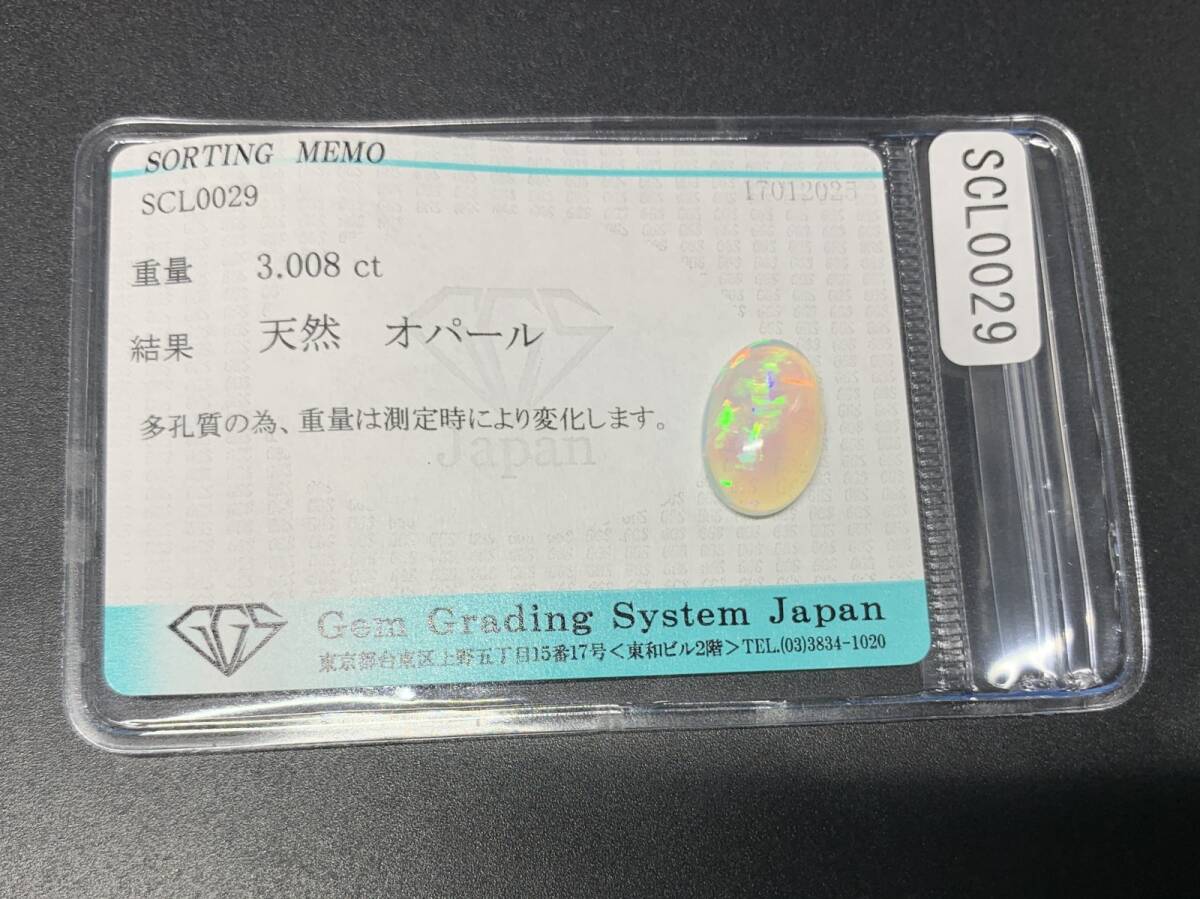 SORTING MEMO
SCL0029 17012025
重量 3.008 ct
結果 天然 オパール
多孔質の為、重量は測定時により変化します。
Japan
GGS Gem Grading System Japan
東京都台東区上野五丁目15番17号<東和ビル2階>TEL.(03)3834-1020
SCL0029